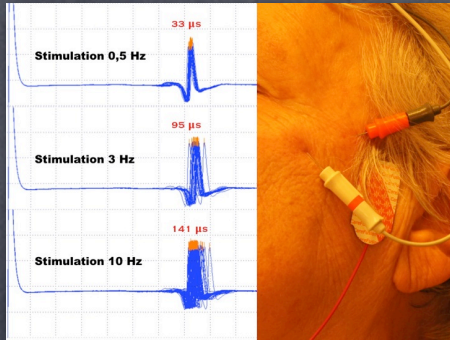 33 µs
Stimulation 0,5 Hz
95 µs
Stimulation 3 Hz
141 µs
Stimulation 10 Hz